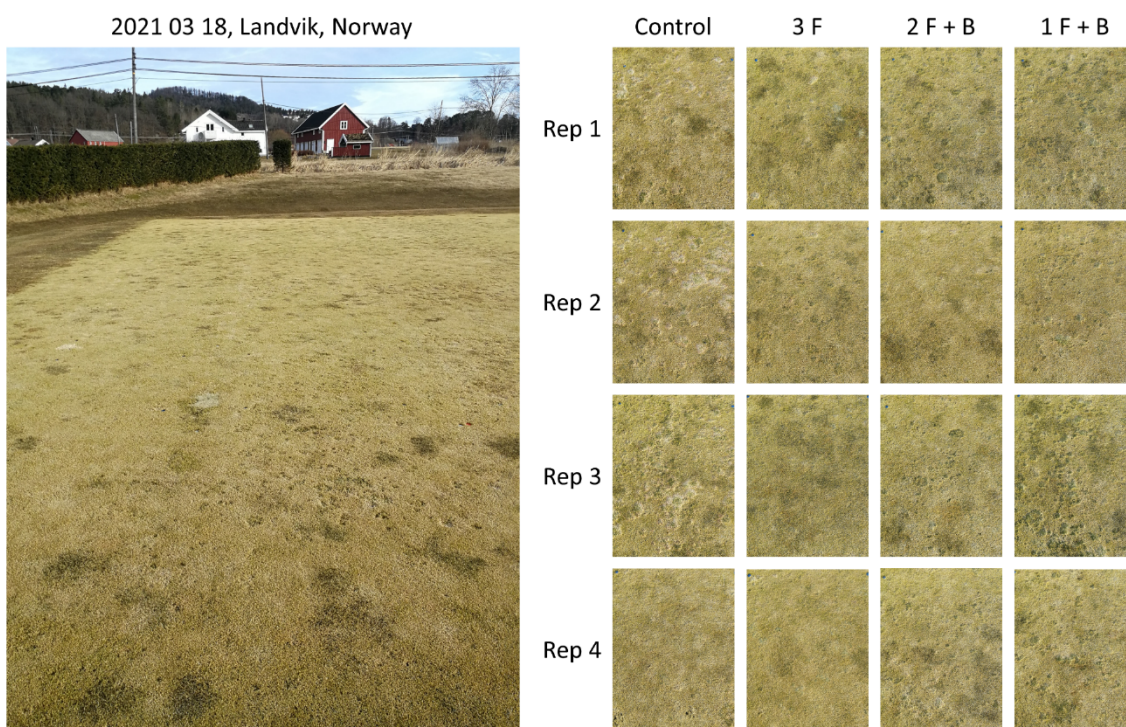 2021 03 18, Landvik, Norway
Control 3 F 2 F + B 1 F + B
Rep 1
Rep 2
Rep 3
Rep 4